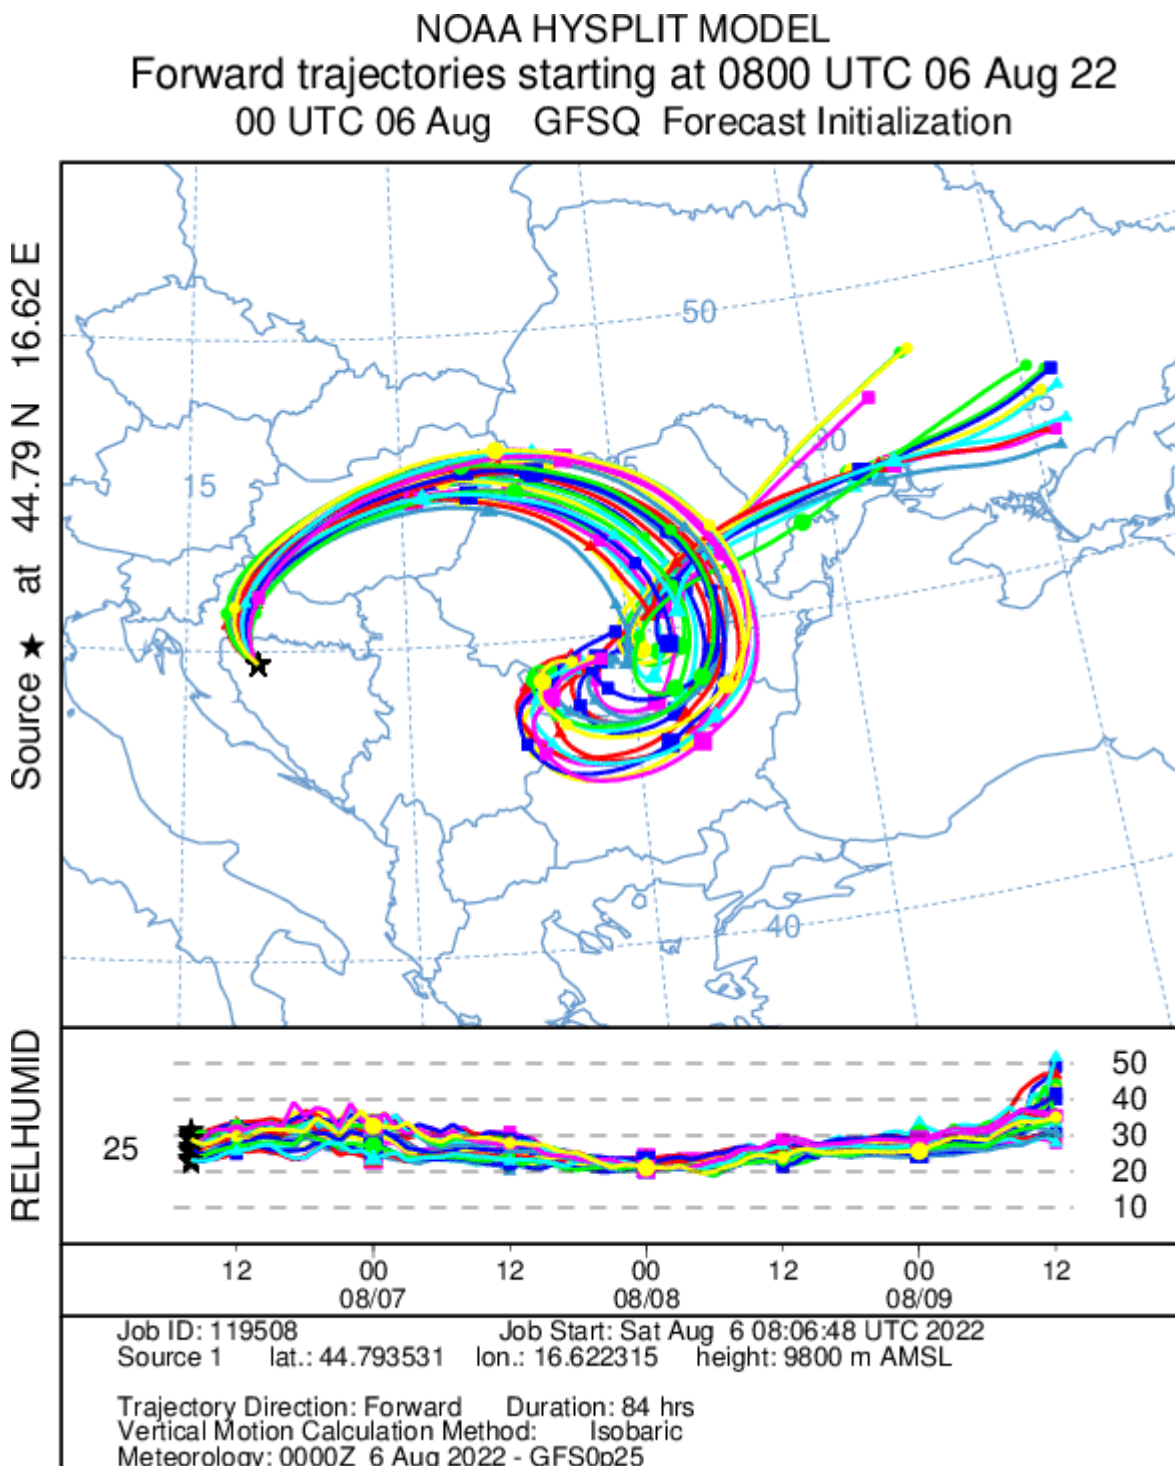 NOAA HYSPLIT MODEL
Forward trajectories starting at 0800 UTC 06 Aug 22
00 UTC 06 Aug GFSQ Forecast Initialization
Source ★ at 44.79 N 16.62 E
50
15
30
40
RELHUMID
25
50
40
30
20
10
12 00 12 00 12 00 12
08/07 08/08 08/09
Job ID: 119508 Job Start: Sat Aug 6 08:06:48 UTC 2022
Source 1 lat.: 44.793531 lon.: 16.622315 height: 9800 m AMSL
Trajectory Direction: Forward Duration: 84 hrs
Vertical Motion Calculation Method: Isobaric
Meteorology: 0000Z 6 Aug 2022 - GFS0p25